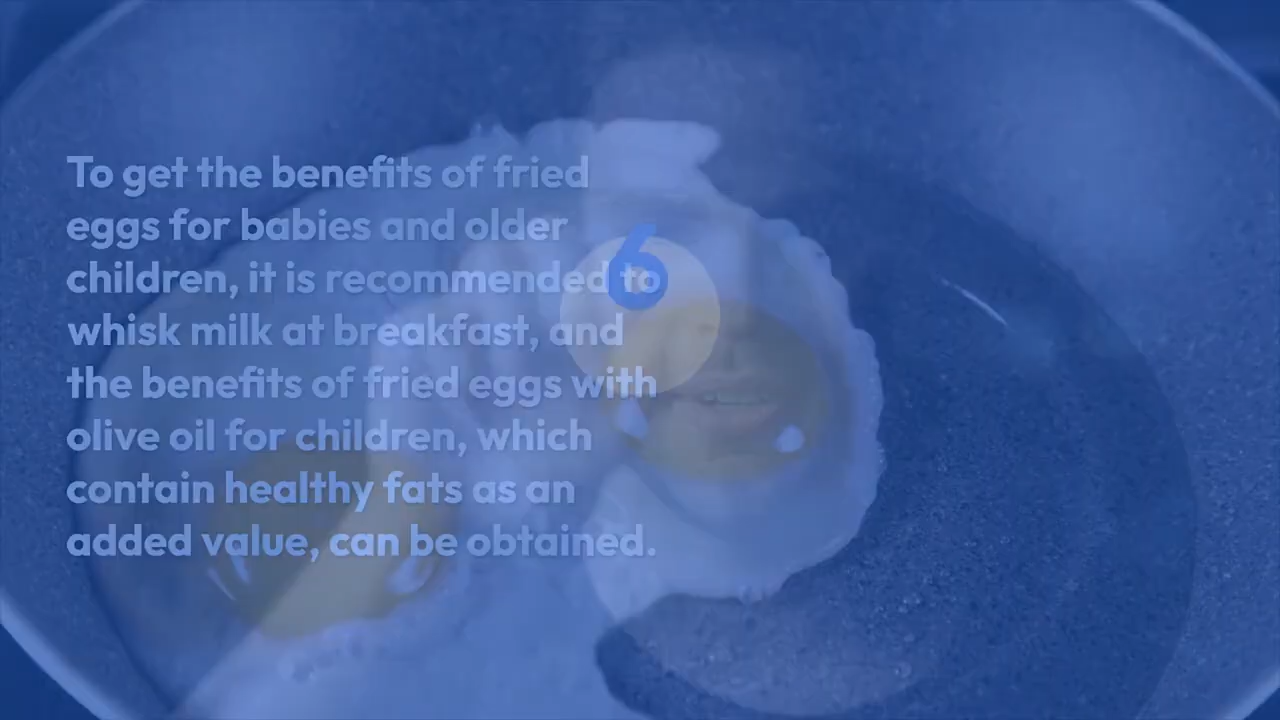 To get the benefits of fried
eggs for babies and older
children, it is recommended to
whisk milk at breakfast, and
the benefits of fried eggs with
olive oil for children, which
contain healthy fats as an
added value, can be obtained.
6